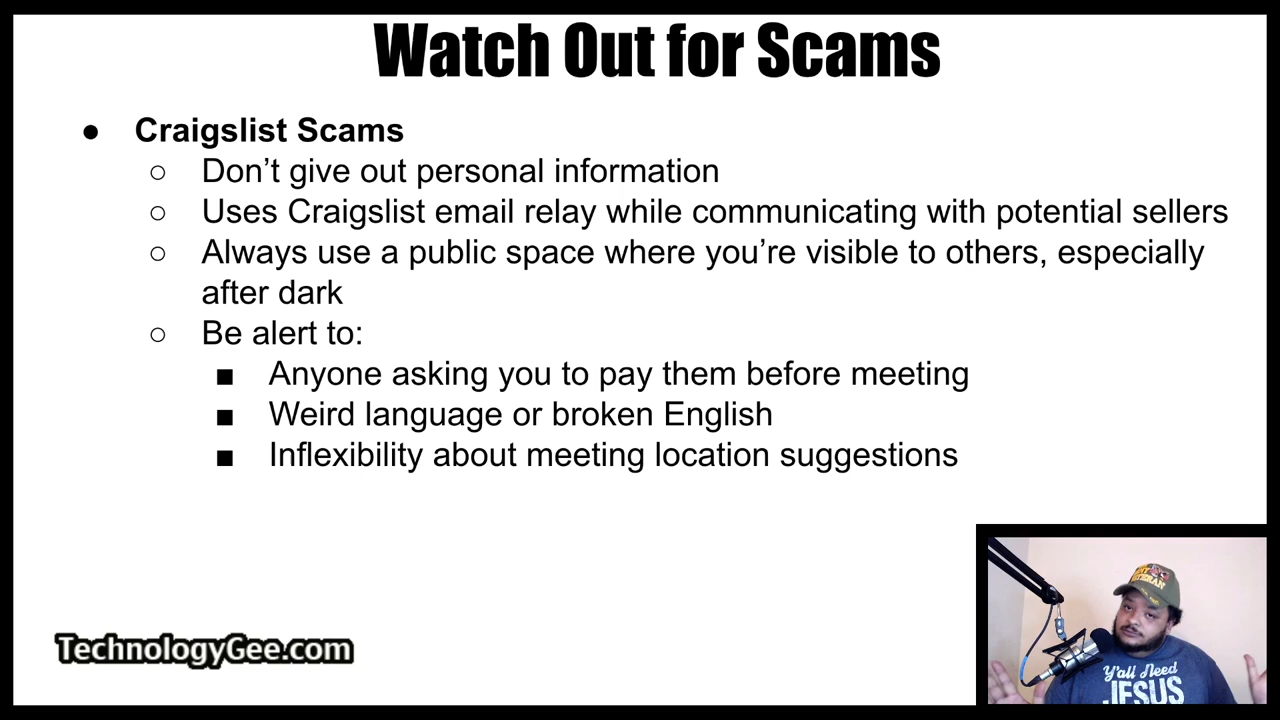 Watch Out for Scams
● Craigslist Scams
○ Don’t give out personal information
○ Uses Craigslist email relay while communicating with potential sellers
○ Always use a public space where you’re visible to others, especially
after dark
○ Be alert to:
■ Anyone asking you to pay them before meeting
■ Weird language or broken English
■ Inflexibility about meeting location suggestions
TechnologyGee.com
Y'all Need
JESUS